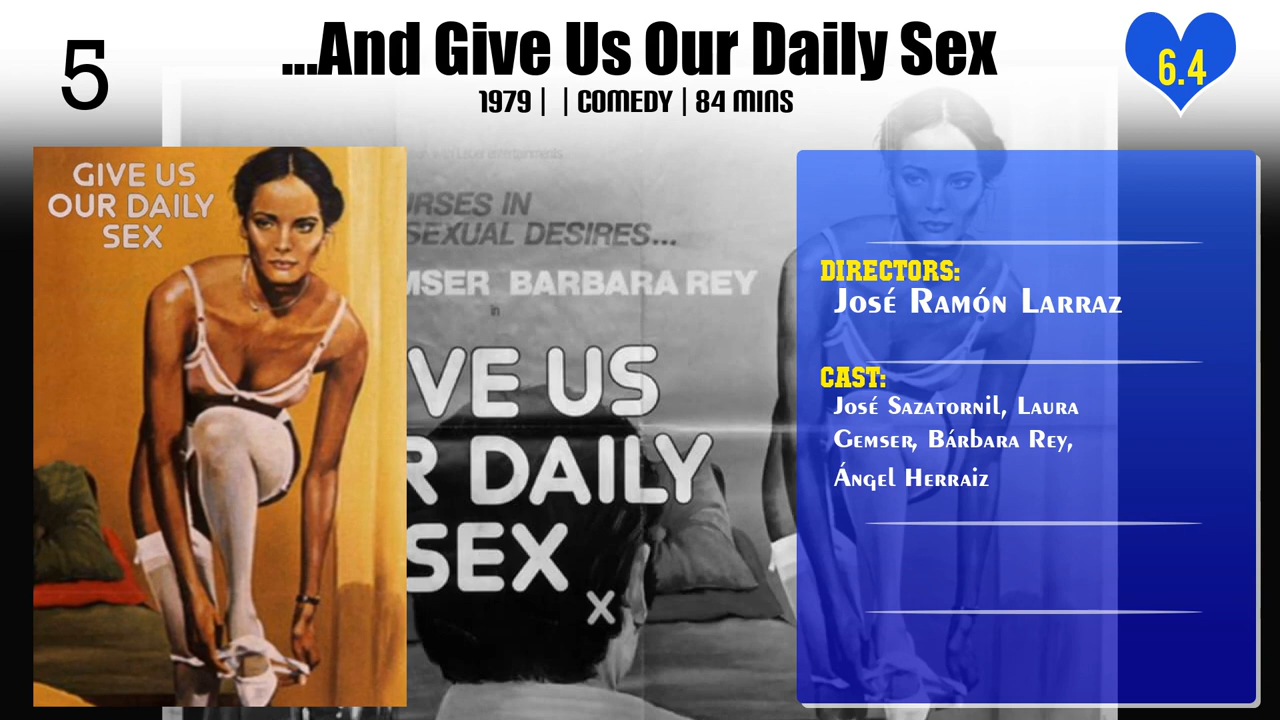 5
...And Give Us Our Daily Sex
6.4
1979 | | COMEDY | 84 MINS
GIVE US
OUR DAILY
SEX
URSES IN
SEXUAL DESIRES...
MSER BARBARA REY
in
VE US
R DAILY
SEX
X
DIRECTORS:
José Ramón Larraz
CAST:
José Sazatornil, Laura
Gemser, Bárbara Rey,
Ángel Herraiz